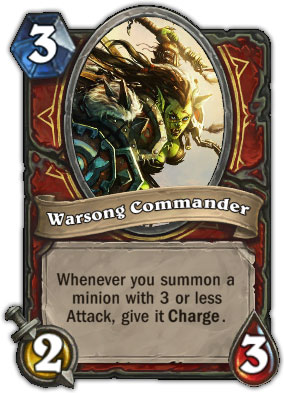 3
Warsong Commander
Whenever you summon a
minion with 3 or less
Attack, give it Charge.
2
3